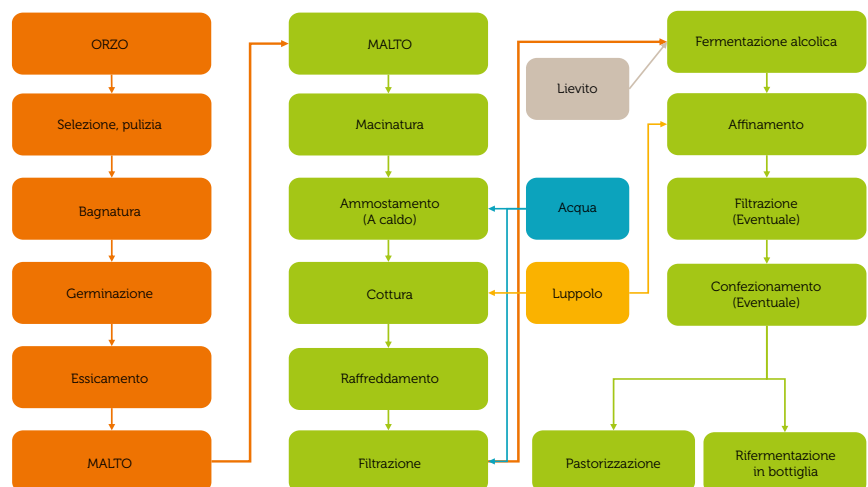 ORZO
Selezione, pulizia
Bagnatura
Germinazione
Essicamento
MALTO
MALTO
Macinatura
Ammostamento
(A caldo)
Cottura
Raffreddamento
Filtrazione
Lievito
Acqua
Luppolo
Fermentazione alcolica
Affinamento
Filtrazione
(Eventuale)
Confezionamento
(Eventuale)
Pastorizzazione
Rifermentazione
in bottiglia